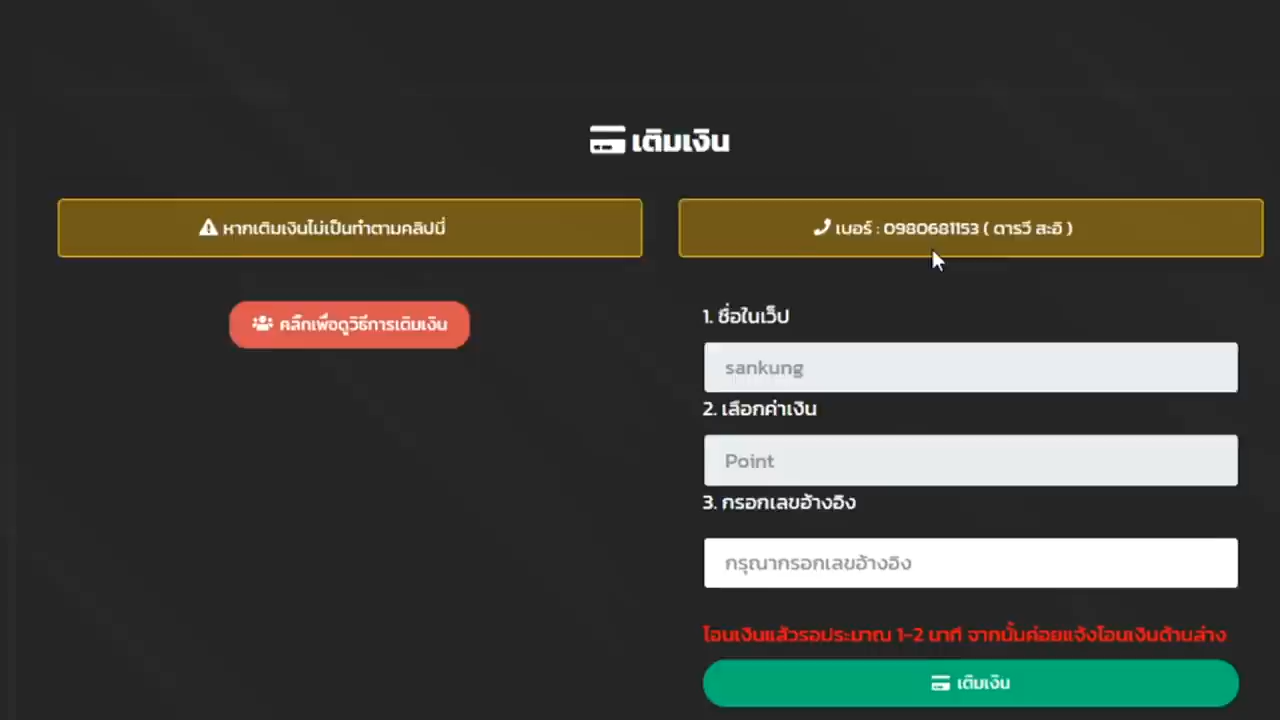 เติมเงิน
หากเติมเงินไม่เป็นทำตามคลิปนี่
คลิ๊กเพื่อดูวิธีการเติมเงิน
เบอร์ : 0980681153 ( ดารวี สะอิ )
1. ชื่อในเว็ป
sankung
2. เลือกค่าเงิน
Point
3. กรอกเลขอ้างอิง
กรุณากรอกเลขอ้างอิง
โอนเงินแล้วรอประมาณ 1-2 นาที จากนั้นค่อยแจ้งโอนเงินด้านล่าง
เติมเงิน